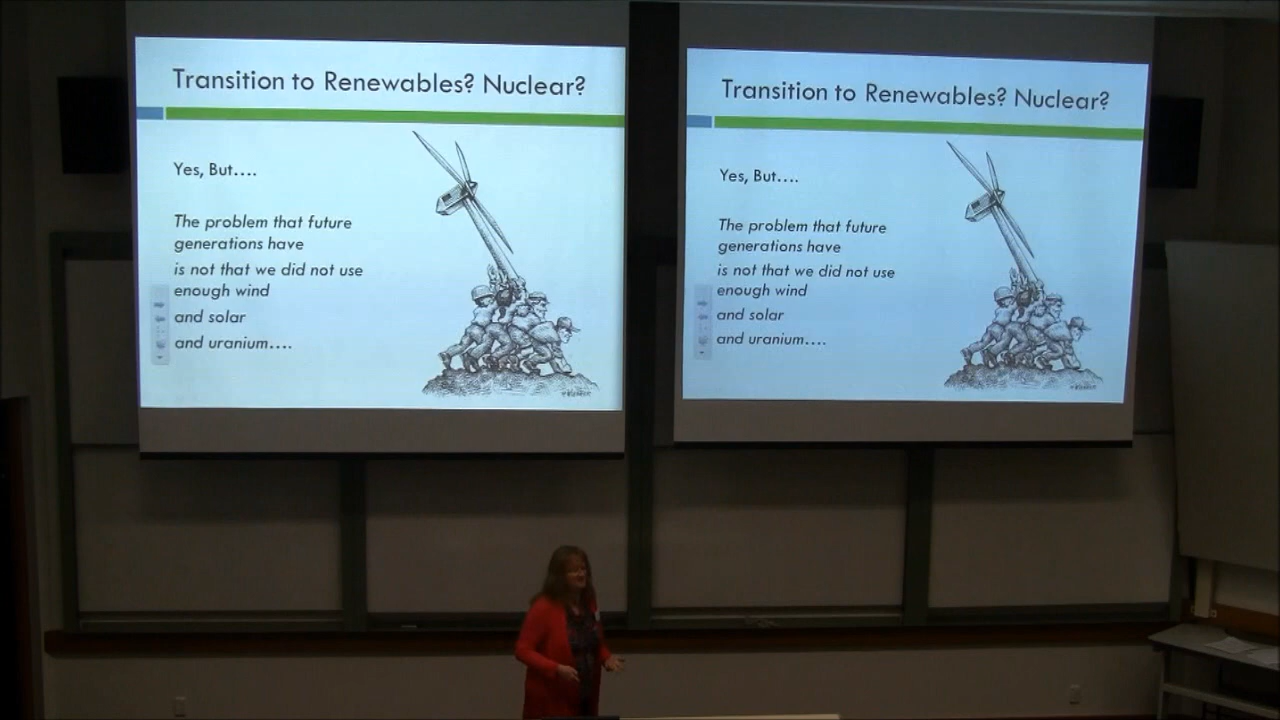 Transition to Renewables? Nuclear?
Yes, But....
The problem that future
generations have
is not that we did not use
enough wind
and solar
and uranium....
Transition to Renewables? Nuclear?
Yes, But....
The problem that future
generations have
is not that we did not use
enough wind
and solar
and uranium....